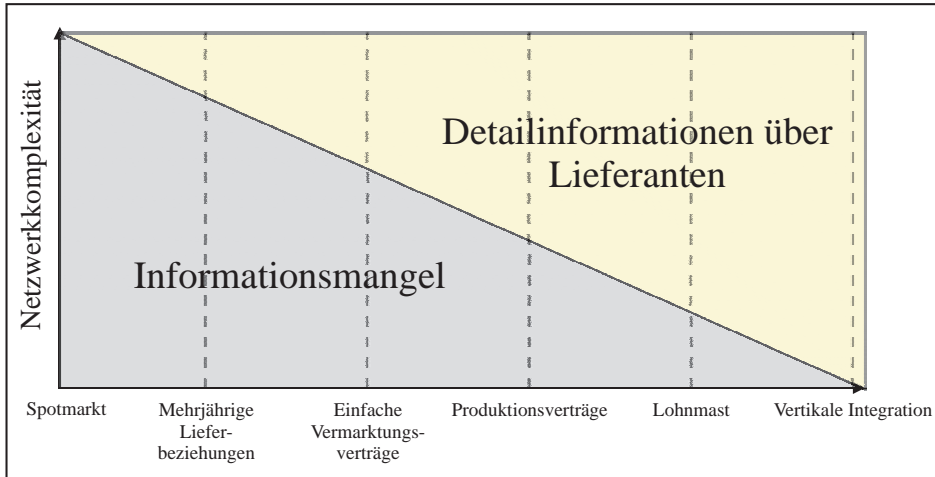 Netzwerkkomplexität
Detailinformationen über
Lieferanten
Informationsmangel
Spotmarkt
Mehrjährige
Liefer-
beziehungen
Einfache
Vermarktungs-
verträge
Produktionsverträge
Lohnmast
Vertikale Integration